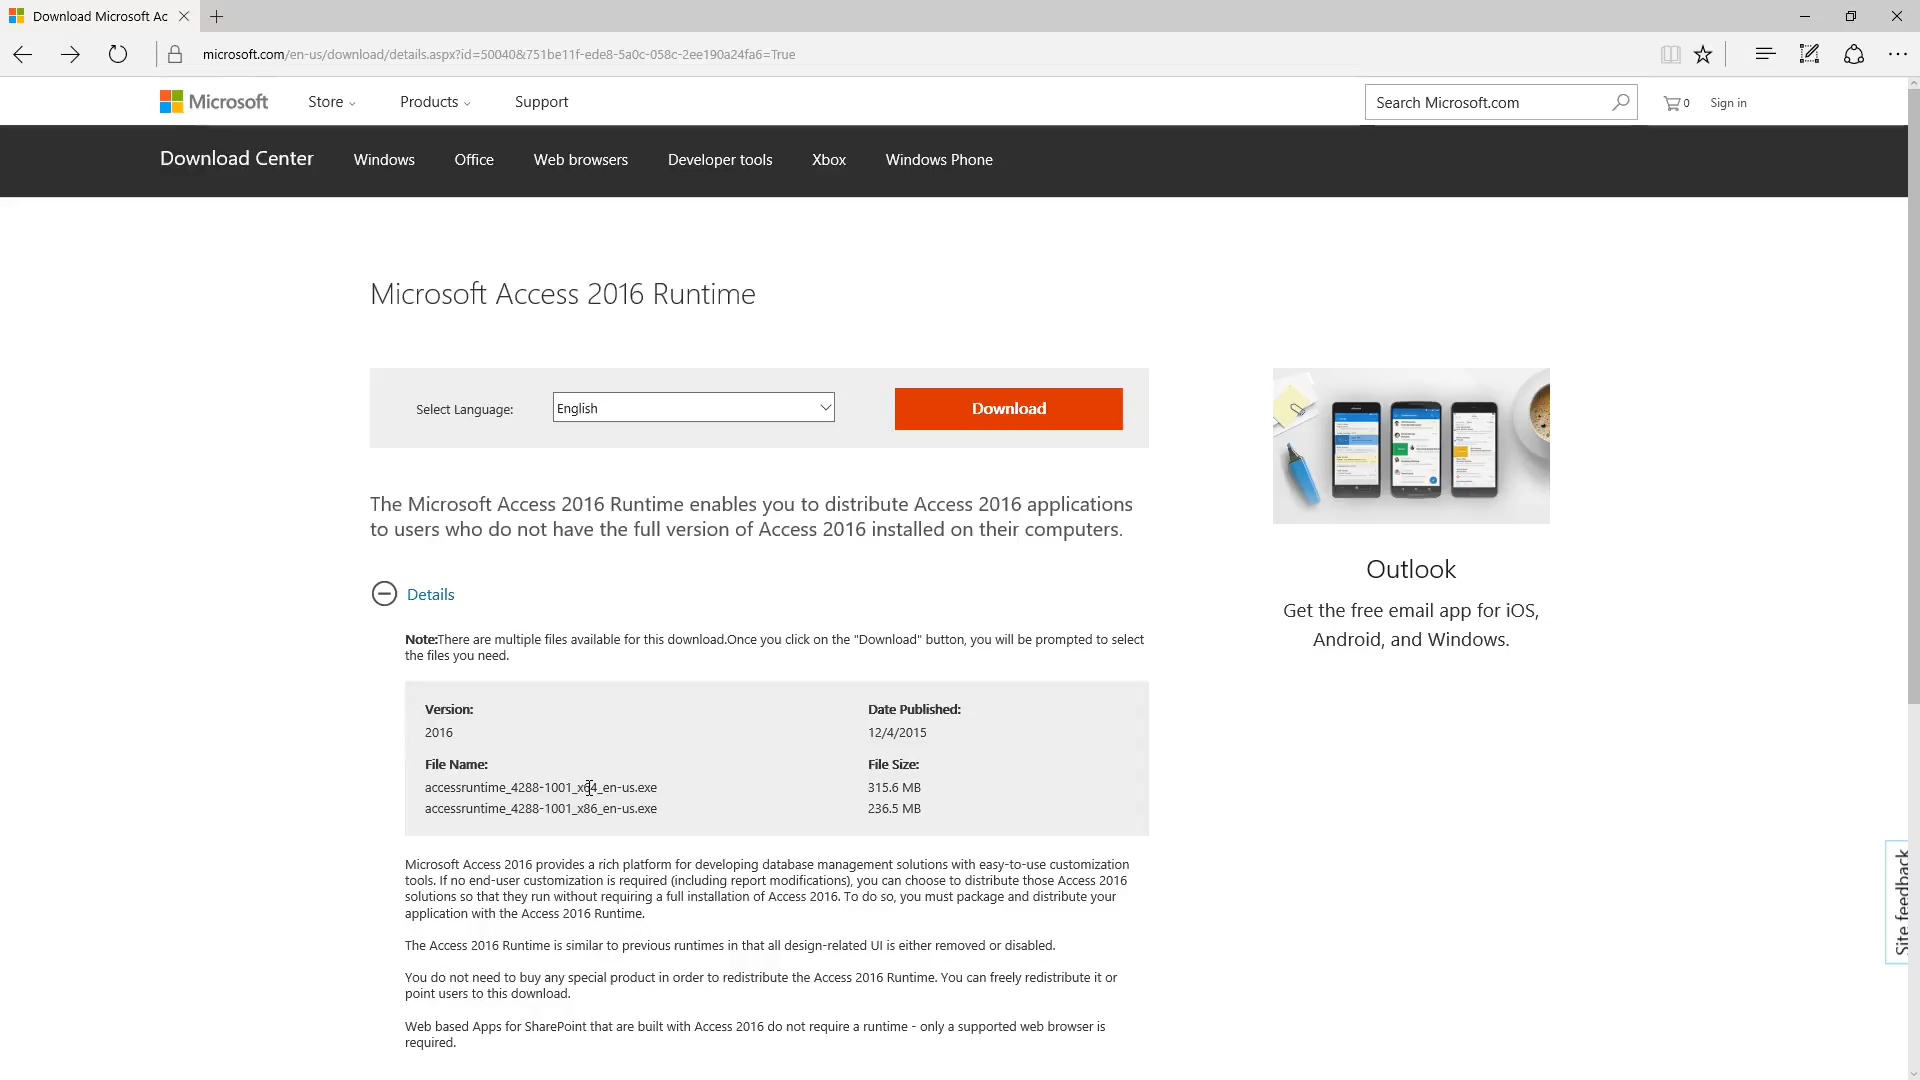 Download Microsoft Ac
microsoft.com/en-us/download/details.aspx?id=50040&751be11f-ede8-5a0c-058c-2ee190a24fa6=True
Microsoft Store Products Support Search Microsoft.com 0 Sign in
Download Center Windows Office Web browsers Developer tools Xbox Windows Phone
Microsoft Access 2016 Runtime
Select Language: English Download
The Microsoft Access 2016 Runtime enables you to distribute Access 2016 applications
to users who do not have the full version of Access 2016 installed on their computers.
Details
Note:There are multiple files available for this download.Once you click on the "Download" button, you will be prompted to select
the files you need.
Version: Date Published:
2016 12/4/2015
File Name: File Size:
accessruntime_4288-1001_x64_en-us.exe 315.6 MB
accessruntime_4288-1001_x86_en-us.exe 236.5 MB
Microsoft Access 2016 provides a rich platform for developing database management solutions with easy-to-use customization
tools. If no end-user customization is required (including report modifications), you can choose to distribute those Access 2016
solutions so that they run without requiring a full installation of Access 2016. To do so, you must package and distribute your
application with the Access 2016 Runtime.
The Access 2016 Runtime is similar to previous runtimes in that all design-related UI is either removed or disabled.
You do not need to buy any special product in order to redistribute the Access 2016 Runtime. You can freely redistribute it or
point users to this download.
Web based Apps for SharePoint that are built with Access 2016 do not require a runtime - only a supported web browser is
required.
Outlook
Get the free email app for iOS,
Android, and Windows.
Site feedback